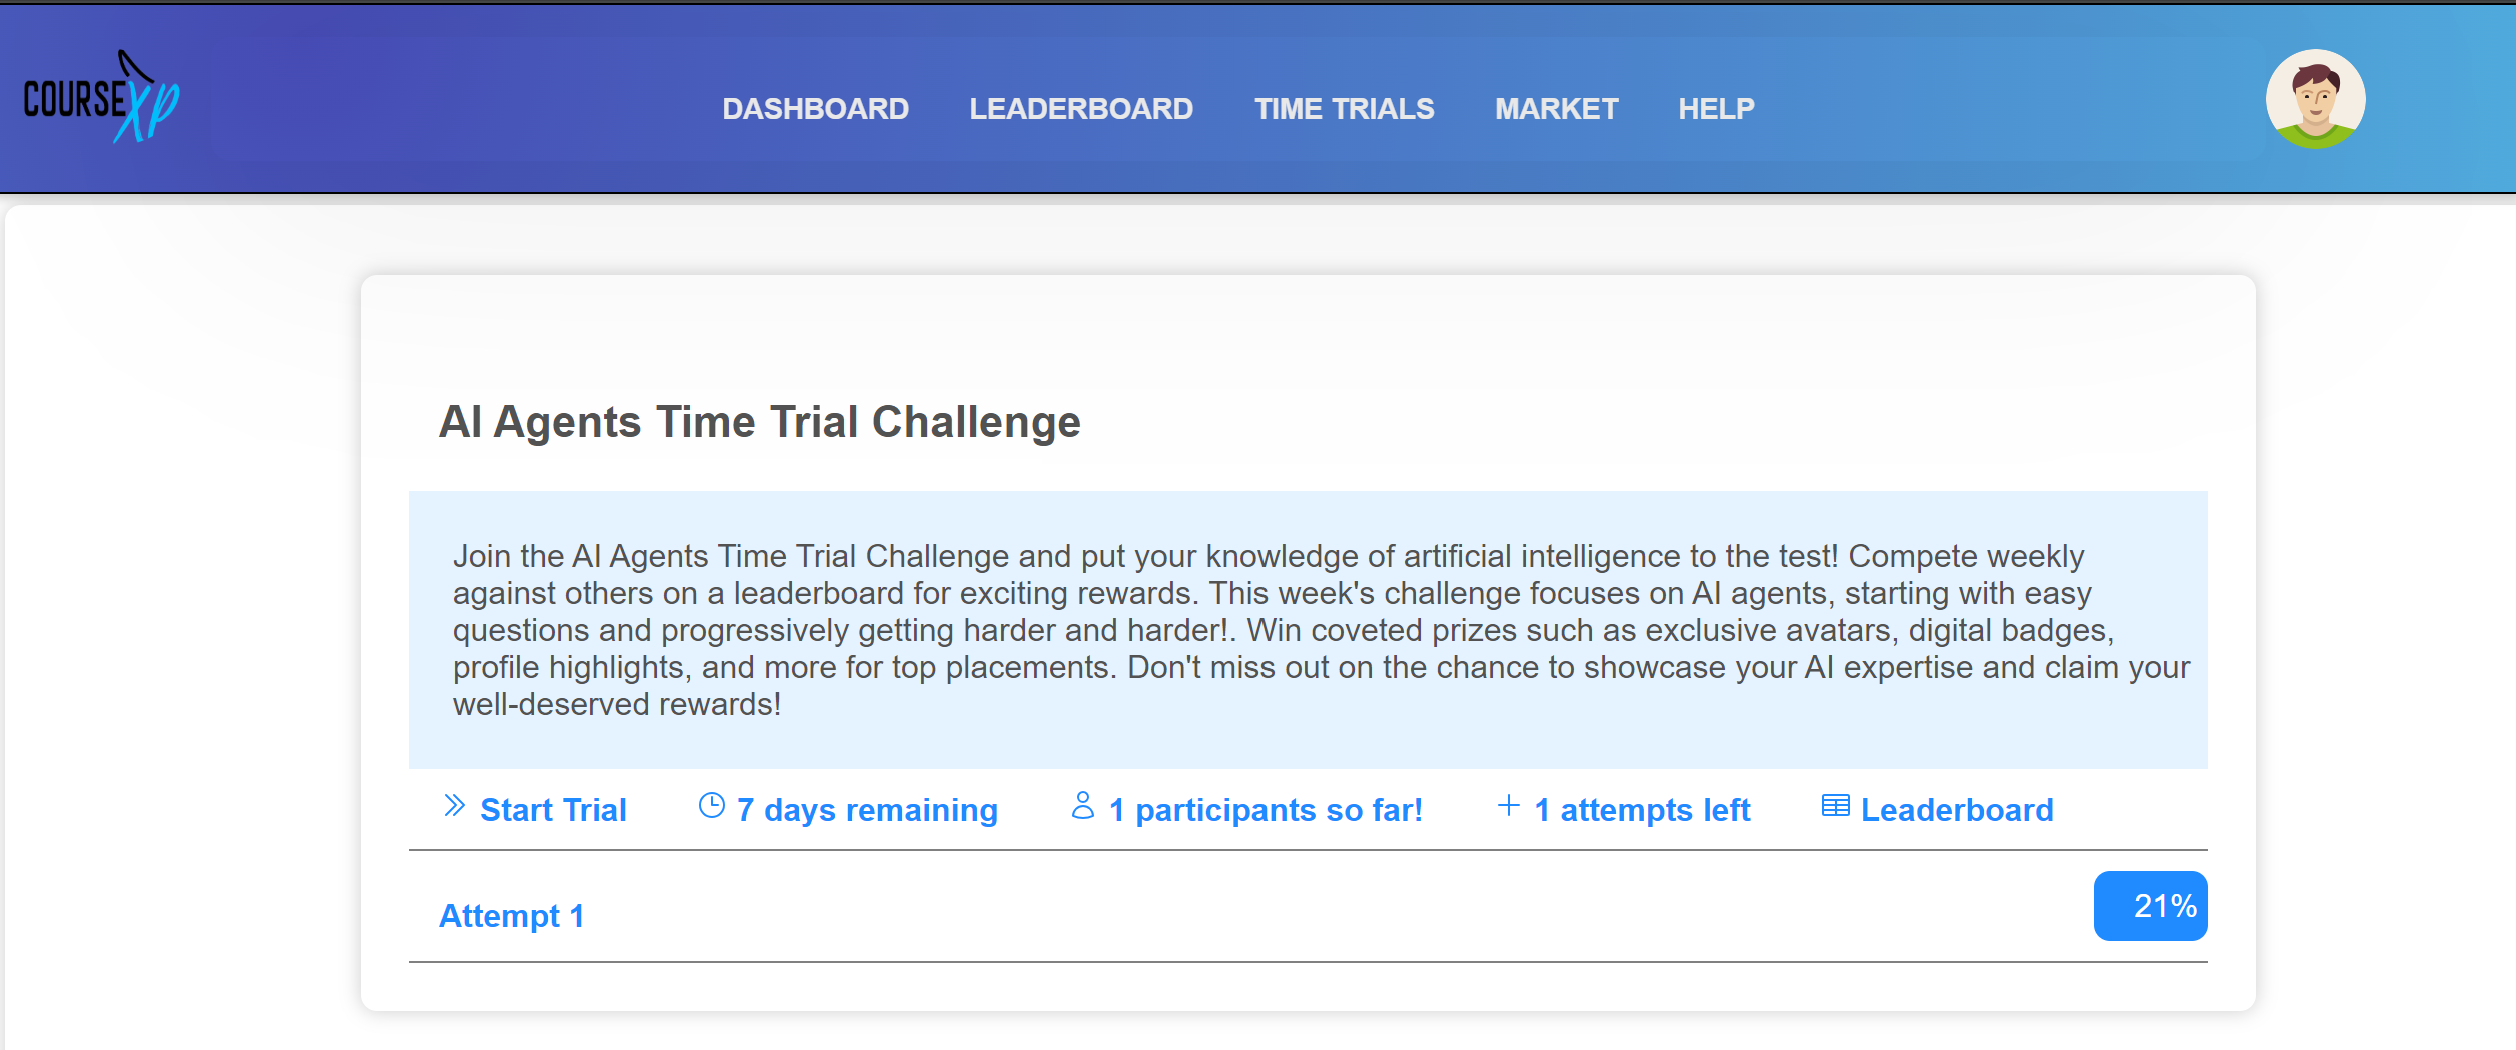 COURSE XP
DASHBOARD LEADERBOARD TIME TRIALS MARKET HELP
AI Agents Time Trial Challenge
Join the AI Agents Time Trial Challenge and put your knowledge of artificial intelligence to the test! Compete weekly
against others on a leaderboard for exciting rewards. This week's challenge focuses on AI agents, starting with easy
questions and progressively getting harder and harder!. Win coveted prizes such as exclusive avatars, digital badges,
profile highlights, and more for top placements. Don't miss out on the chance to showcase your AI expertise and claim your
well-deserved rewards!
Start Trial 7 days remaining 1 participants so far! 1 attempts left Leaderboard
Attempt 1 21%